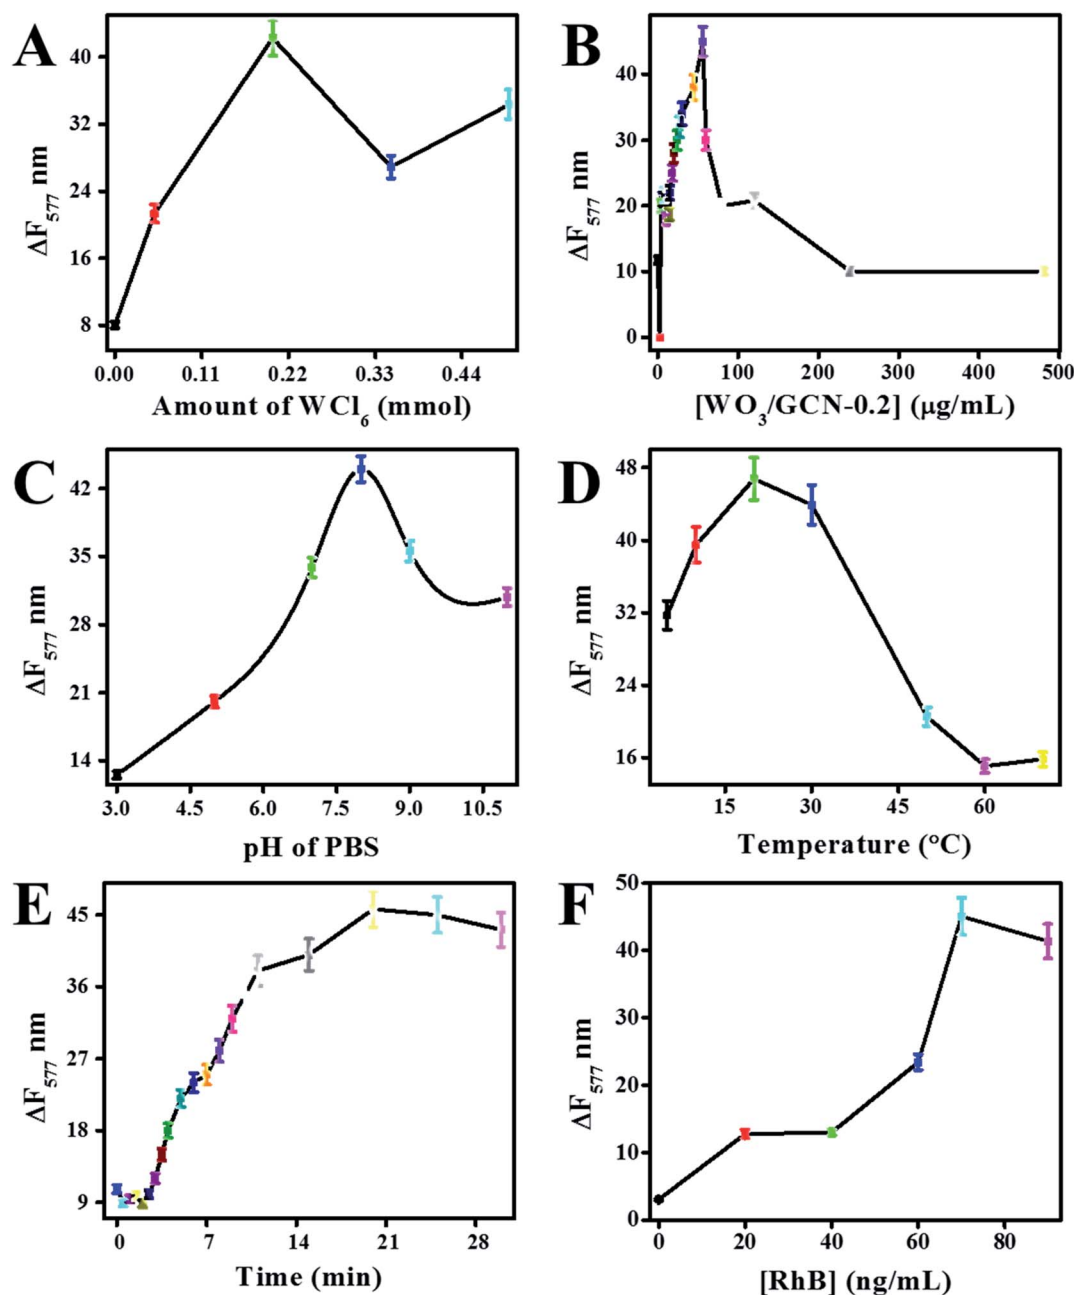 A
ΔF577 nm
40
32
24
16
8
0.00 0.11 0.22 0.33 0.44
Amount of WCl6 (mmol)
B
ΔF577 nm
40
30
20
10
0
0 100 200 300 400 500
[WO3/GCN-0.2] (μg/mL)
C
ΔF577 nm
42
35
28
21
14
3.0 4.5 6.0 7.5 9.0 10.5
pH of PBS
D
ΔF577 nm
48
40
32
24
16
15 30 45 60
Temperature (°C)
E
ΔF577 nm
45
36
27
18
9
0 7 14 21 28
Time (min)
F
ΔF577 nm
50
40
30
20
10
0
0 20 40 60 80
[RhB] (ng/mL)